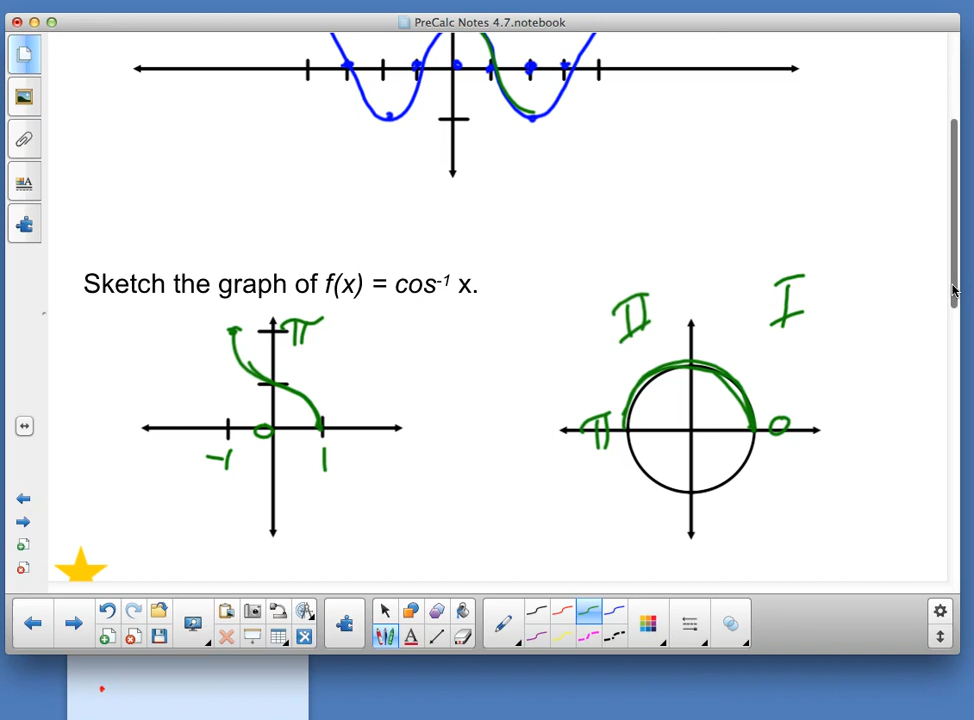 PreCalc Notes 4.7.notebook
Sketch the graph of f(x) = cos⁻¹ x.
II I
π
0
-1 1
π 0
A